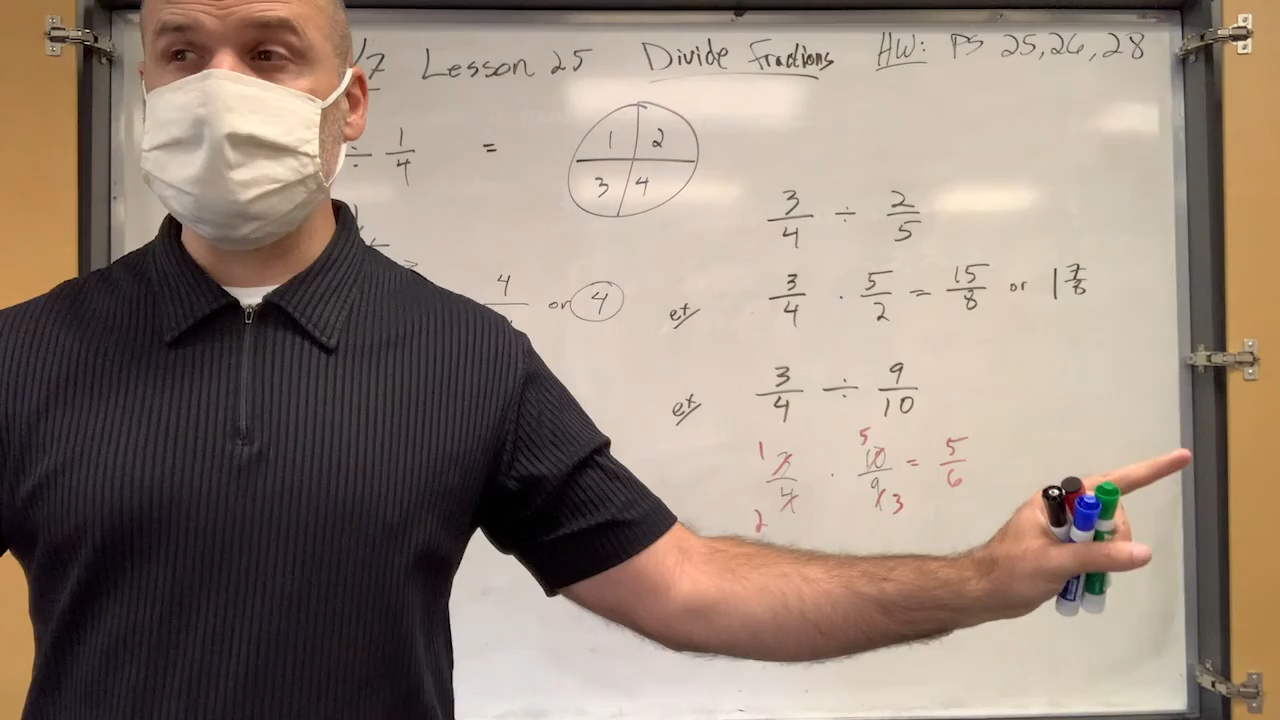 /7 Lesson 25 Divide Fractions HW: PS 25, 26, 28
÷ 1/4 =
1 2
3 4
3/4 ÷ 2/5
4 or 4
ex 3/4 · 5/2 = 15/8 or 1 7/8
ex 3/4 ÷ 9/10
1 3/4 2 · 5 10/9 3 = 5/6